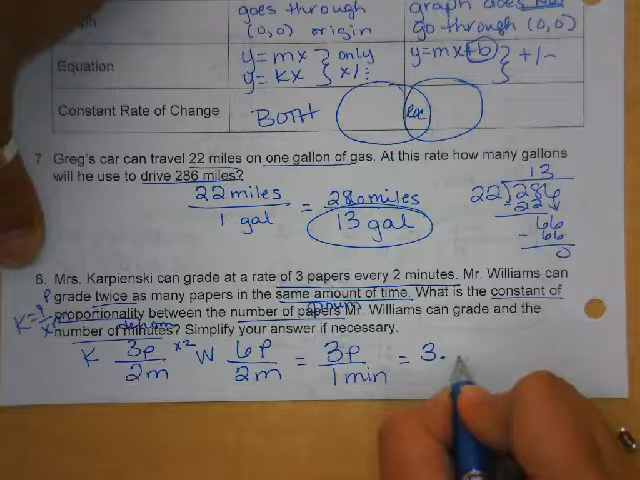 goes through
(0,0) origin
go through (0,0)
Equation
y=mx } only
y=kx } x/÷
y=mx+b } +/-
Constant Rate of Change
BOTH
ROC
7 Greg's car can travel 22 miles on one gallon of gas. At this rate how many gallons
will he use to drive 286 miles?
22 miles
1 gal
=
286 miles
13 gal
13
22)286
22
66
- 66
0
8. Mrs. Karpienski can grade at a rate of 3 papers every 2 minutes. Mr. Williams can
grade twice as many papers in the same amount of time. What is the constant of
proportionality between the number of papers Mr. Williams can grade and the
number of minutes? Simplify your answer if necessary.
denom
K 3p/2m x2 W 6p/2m = 3p/1min = 3.